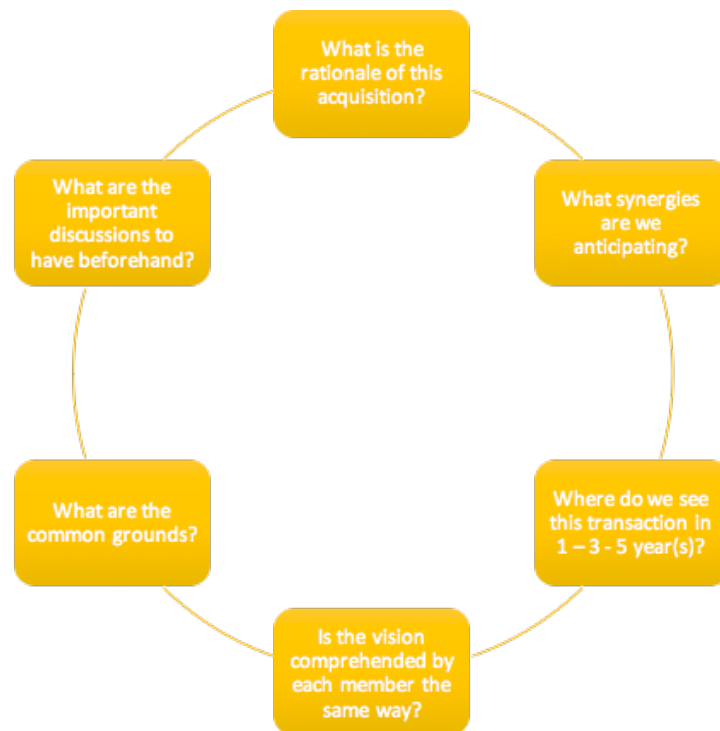 What is the
rationale of this
acquisition?
What synergies
are we
anticipating?
Where do we see
this transaction in
1 – 3 - 5 year(s)?
Is the vision
comprehended by
each member the
same way?
What are the
common grounds?
What are the
important
discussions to
have beforehand?